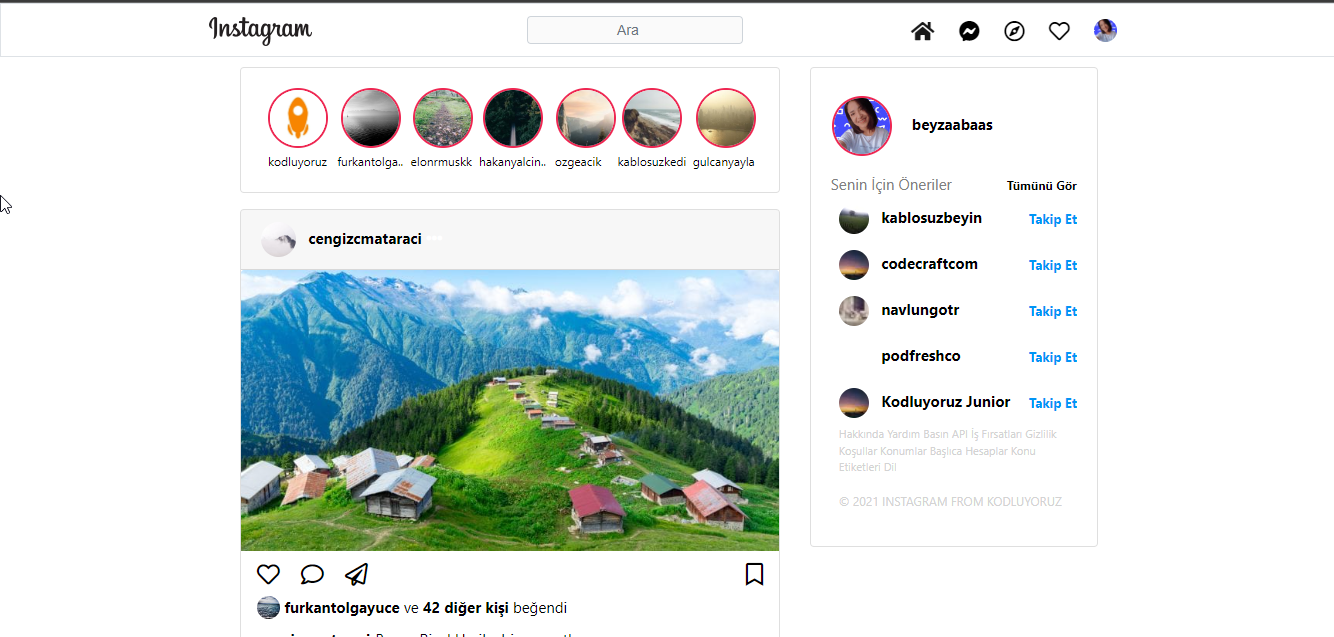 Instagram
Ara
kodluyoruz furkantolga.. elonrmuskk hakanyalcin.. ozgeacik kablosuzkedi gulcanyayla
cengizcmataraci
furkantolgayuce ve 42 diğer kişi beğendi
beyzaabaas
Senin İçin Öneriler Tümünü Gör
kablosuzbeyin Takip Et
codecraftcom Takip Et
navlungotr Takip Et
podfreshco Takip Et
Kodluyoruz Junior Takip Et
Hakkında Yardım Basın API İş Fırsatları Gizlilik
Koşullar Konumlar Başlıca Hesaplar Konu
Etiketleri Dil
© 2021 INSTAGRAM FROM KODLUYORUZ